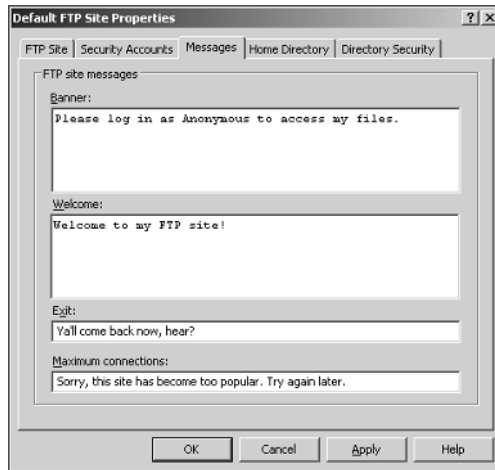 Default FTP Site Properties
? X
FTP Site Security Accounts Messages Home Directory Directory Security
FTP site messages
Banner:
Please log in as Anonymous to access my files.
Welcome:
Welcome to my FTP site!
Exit:
Ya'll come back now, hear?
Maximum connections:
Sorry, this site has become too popular. Try again later.
OK Cancel Apply Help